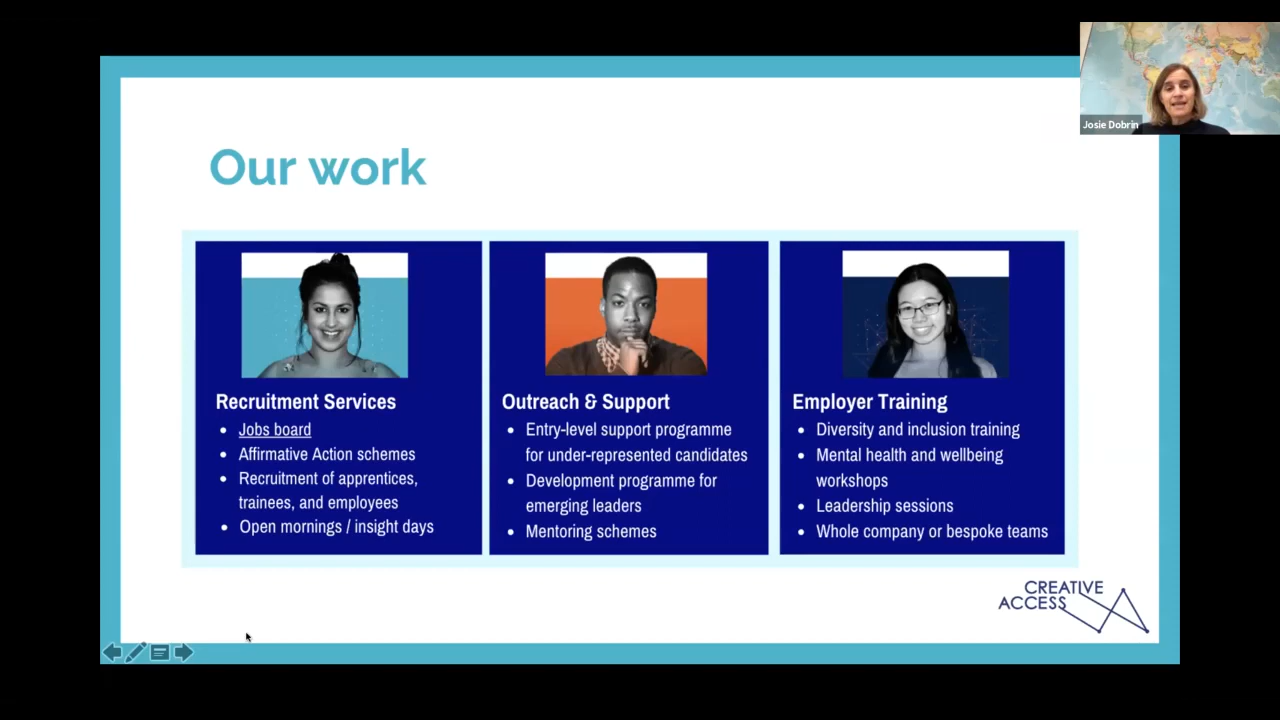 Josie Dobrin
Our work
Recruitment Services
• Jobs board
• Affirmative Action schemes
• Recruitment of apprentices,
trainees, and employees
• Open mornings / insight days
Outreach & Support
• Entry-level support programme
for under-represented candidates
• Development programme for
emerging leaders
• Mentoring schemes
Employer Training
• Diversity and inclusion training
• Mental health and wellbeing
workshops
• Leadership sessions
• Whole company or bespoke teams
CREATIVE
ACCESS